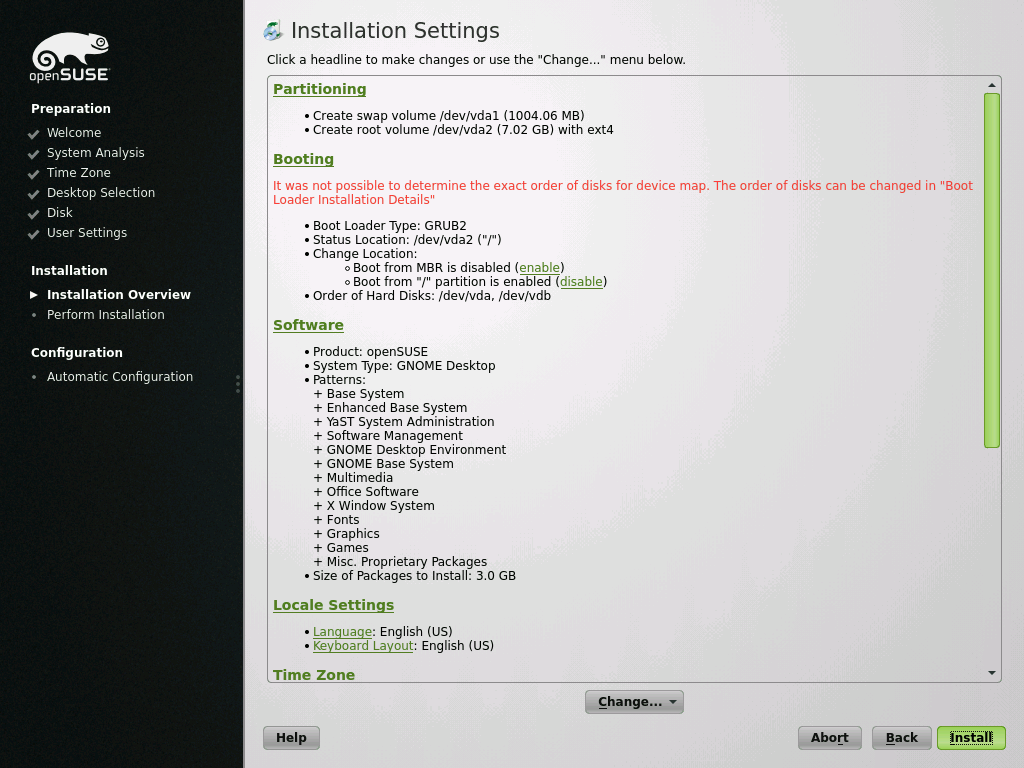 Installation Settings
Click a headline to make changes or use the "Change..." menu below.
openSUSE
Preparation
Welcome
System Analysis
Time Zone
Desktop Selection
Disk
User Settings
Installation
Installation Overview
Perform Installation
Configuration
Automatic Configuration
Partitioning
• Create swap volume /dev/vda1 (1004.06 MB)
• Create root volume /dev/vda2 (7.02 GB) with ext4
Booting
It was not possible to determine the exact order of disks for device map. The order of disks can be changed in "Boot
Loader Installation Details"
• Boot Loader Type: GRUB2
• Status Location: /dev/vda2 ("/")
• Change Location:
◦ Boot from MBR is disabled (enable)
◦ Boot from "/" partition is enabled (disable)
• Order of Hard Disks: /dev/vda, /dev/vdb
Software
• Product: openSUSE
• System Type: GNOME Desktop
• Patterns:
+ Base System
+ Enhanced Base System
+ YaST System Administration
+ Software Management
+ GNOME Desktop Environment
+ GNOME Base System
+ Multimedia
+ Office Software
+ X Window System
+ Fonts
+ Graphics
+ Games
+ Misc. Proprietary Packages
• Size of Packages to Install: 3.0 GB
Locale Settings
• Language: English (US)
• Keyboard Layout: English (US)
Time Zone
Change...
Help
Abort
Back
Install